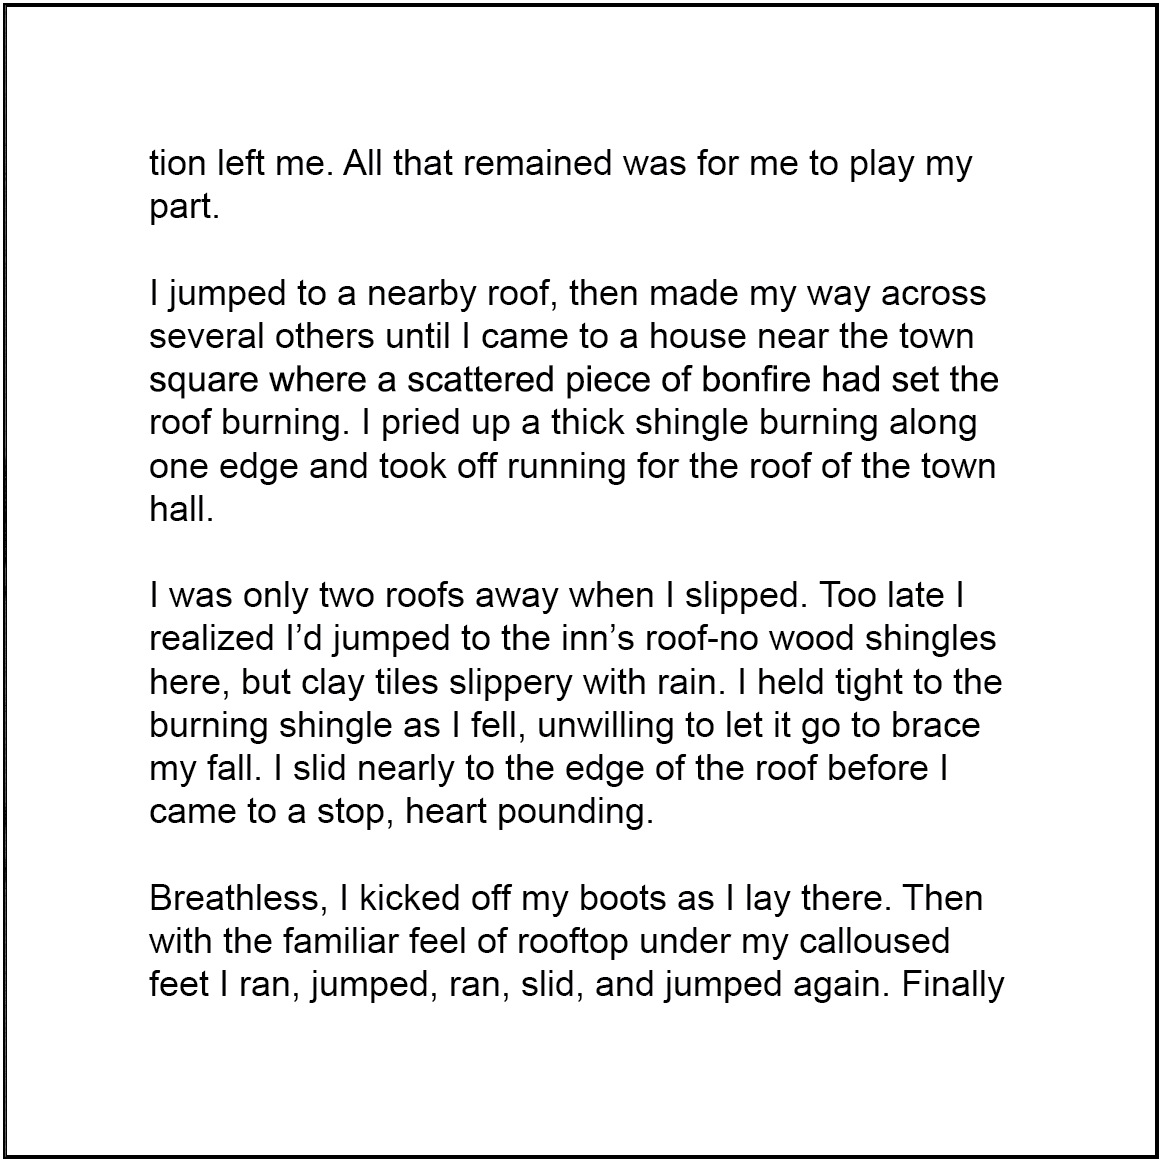 tion left me. All that remained was for me to play my
part.
I jumped to a nearby roof, then made my way across
several others until I came to a house near the town
square where a scattered piece of bonfire had set the
roof burning. I pried up a thick shingle burning along
one edge and took off running for the roof of the town
hall.
I was only two roofs away when I slipped. Too late I
realized I’d jumped to the inn’s roof-no wood shingles
here, but clay tiles slippery with rain. I held tight to the
burning shingle as I fell, unwilling to let it go to brace
my fall. I slid nearly to the edge of the roof before I
came to a stop, heart pounding.
Breathless, I kicked off my boots as I lay there. Then
with the familiar feel of rooftop under my calloused
feet I ran, jumped, ran, slid, and jumped again. Finally